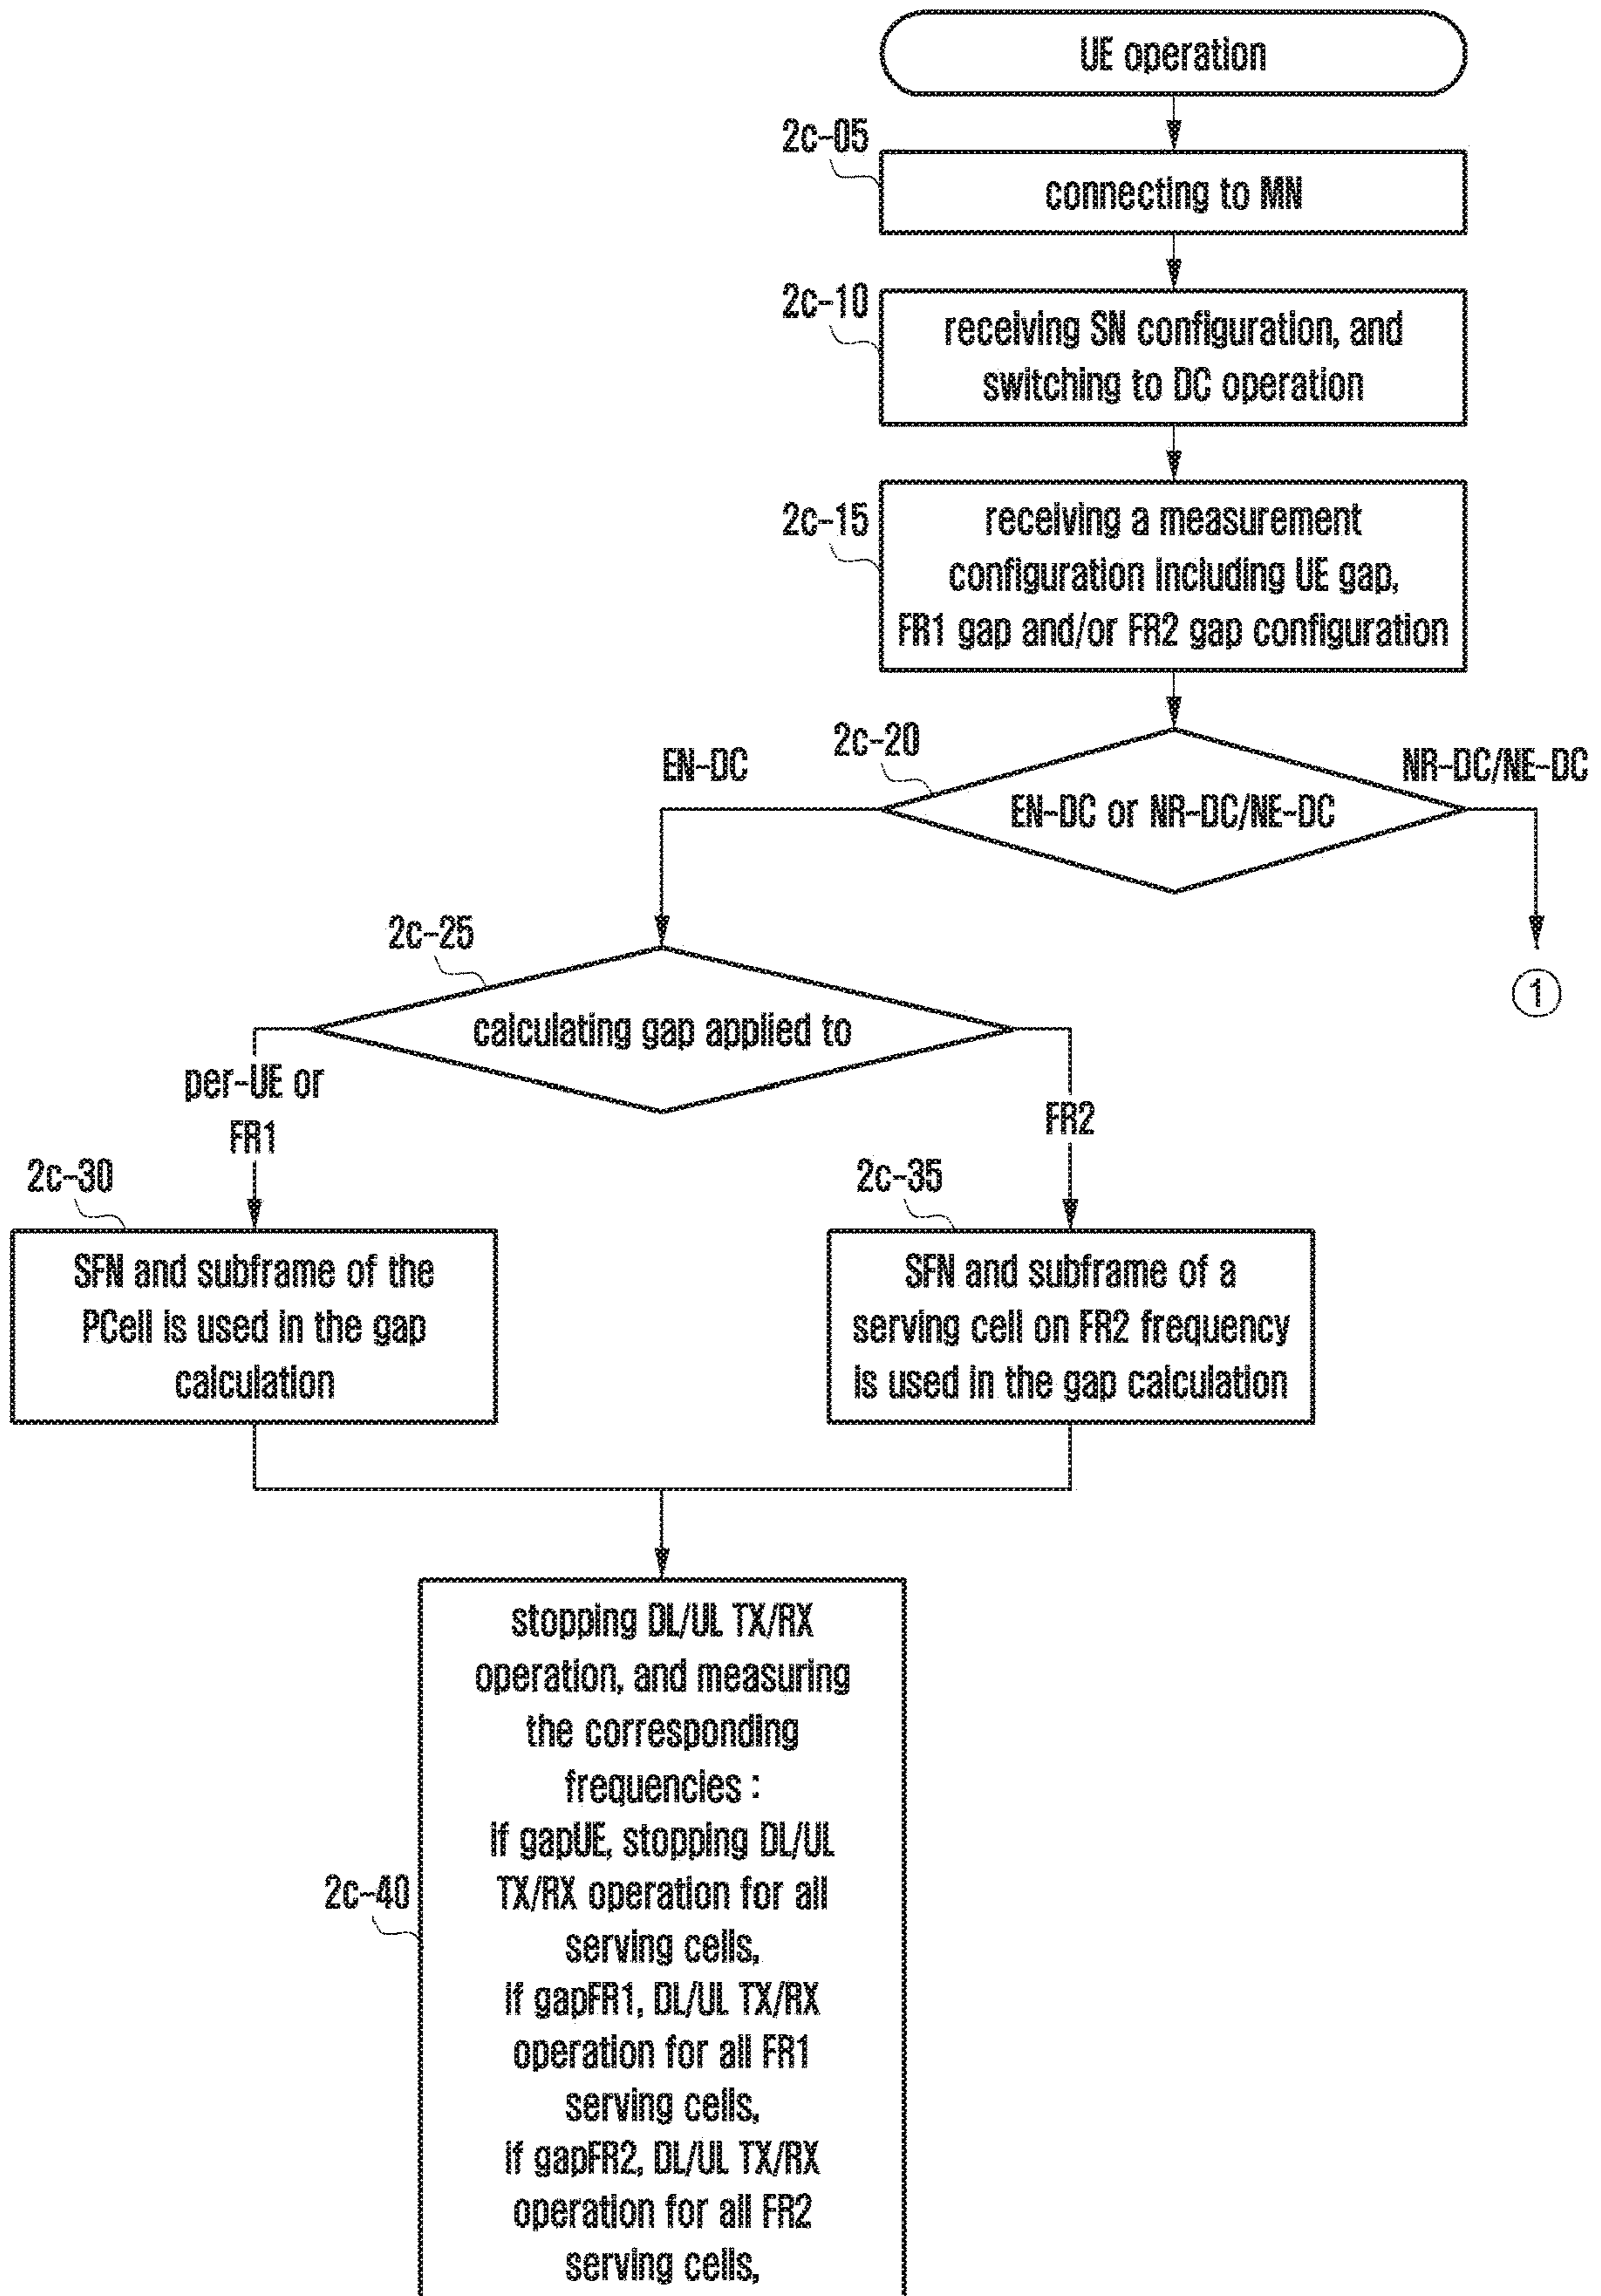 UE operation
2c-05
connecting to MN
2c-10
receiving SN configuration, and
switching to DC operation
2c-15
receiving a measurement
configuration including UE gap,
FR1 gap and/or FR2 gap configuration
2c-20
EN-DC
NR-DC/NE-DC
EN-DC or NR-DC/NE-DC
2c-25
1
calculating gap applied to
per-UE or
FR1
FR2
2c-30
SFN and subframe of the
PCell is used in the gap
calculation
2c-35
SFN and subframe of a
serving cell on FR2 frequency
is used in the gap calculation
2c-40
stopping DL/UL TX/RX
operation, and measuring
the corresponding
frequencies :
if gapUE, stopping DL/UL
TX/RX operation for all
serving cells,
if gapFR1, DL/UL TX/RX
operation for all FR1
serving cells,
if gapFR2, DL/UL TX/RX
operation for all FR2
serving cells,